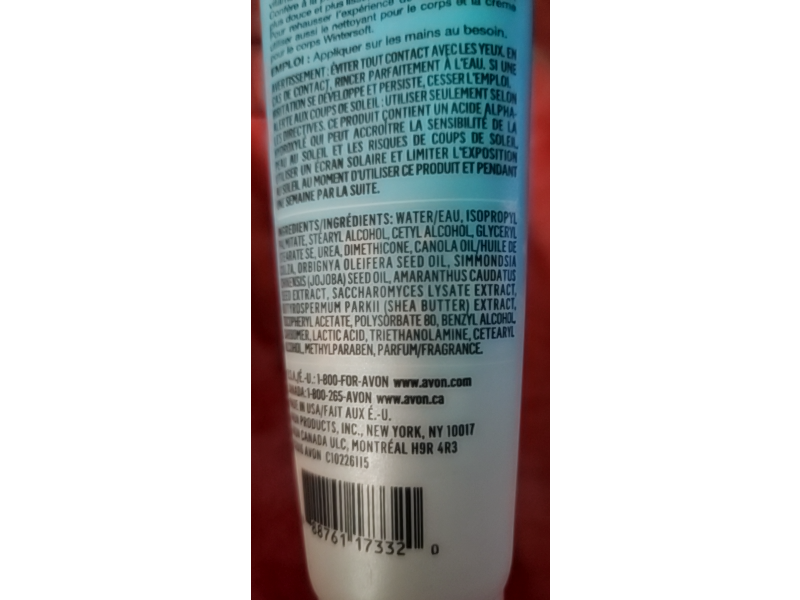 plus douce et plus
Pour rehausser l'expérience de
utiliser aussi le nettoyant pour le corps et la crème
pour le corps Wintersoft.
EMPLOI : Appliquer sur les mains au besoin.
AVERTISSEMENT : ÉVITER TOUT CONTACT AVEC LES YEUX. EN
CAS DE CONTACT, RINCER PARFAITEMENT À L'EAU. SI UNE
IRRITATION SE DÉVELOPPE ET PERSISTE, CESSER L'EMPLOI.
ALERTE AUX COUPS DE SOLEIL : UTILISER SEULEMENT SELON
LES DIRECTIVES. CE PRODUIT CONTIENT UN ACIDE ALPHA-
HYDROXYLÉ QUI PEUT ACCROÎTRE LA SENSIBILITÉ DE LA
PEAU AU SOLEIL ET LES RISQUES DE COUPS DE SOLEIL.
UTILISER UN ÉCRAN SOLAIRE ET LIMITER L'EXPOSITION
AU SOLEIL AU MOMENT D'UTILISER CE PRODUIT ET PENDANT
UNE SEMAINE PAR LA SUITE.
INGREDIENTS/INGRÉDIENTS: WATER/EAU, ISOPROPYL
PALMITATE, STEARYL ALCOHOL, CETYL ALCOHOL, GLYCERYL
STEARATE SE, UREA, DIMETHICONE, CANOLA OIL/HUILE DE
COLZA, ORBIGNYA OLEIFERA SEED OIL, SIMMONDSIA
CHINENSIS (JOJOBA) SEED OIL, AMARANTHUS CAUDATUS
SEED EXTRACT, SACCHAROMYCES LYSATE EXTRACT,
BUTYROSPERMUM PARKII (SHEA BUTTER) EXTRACT,
TOCOPHERYL ACETATE, POLYSORBATE 80, BENZYL ALCOHOL,
CARBOMER, LACTIC ACID, TRIETHANOLAMINE, CETEARYL
ALCOHOL, METHYLPARABEN, PARFUM/FRAGRANCE.
U.S.A./É.-U.: 1-800-FOR-AVON www.avon.com
CANADA: 1-800-265-AVON www.avon.ca
MADE IN USA/FAIT AUX É.-U.
AVON PRODUCTS, INC., NEW YORK, NY 10017
AVON CANADA ULC, MONTRÉAL H9R 4R3
AVON C10226115
88761 17332 0